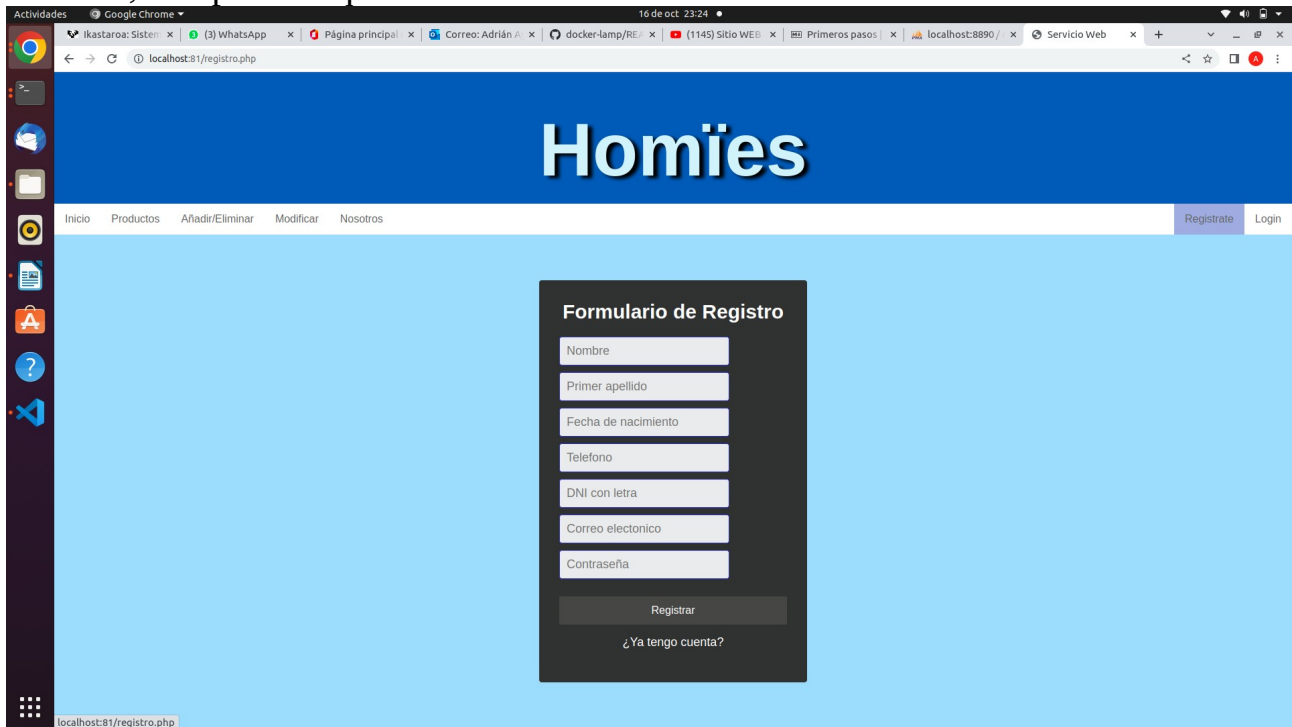 Actividades Google Chrome 16 de oct 23:24
Ikastaroa: Sistem (3) WhatsApp Página principal Correo: Adrián A docker-lamp/REA (1145) Sitio WEB Primeros pasos localhost:8890 / Servicio Web
localhost:81/registro.php
Homïes
Inicio Productos Añadir/Eliminar Modificar Nosotros Registrate Login
Formulario de Registro
Nombre
Primer apellido
Fecha de nacimiento
Telefono
DNI con letra
Correo electonico
Contraseña
Registrar
¿Ya tengo cuenta?
localhost:81/registro.php